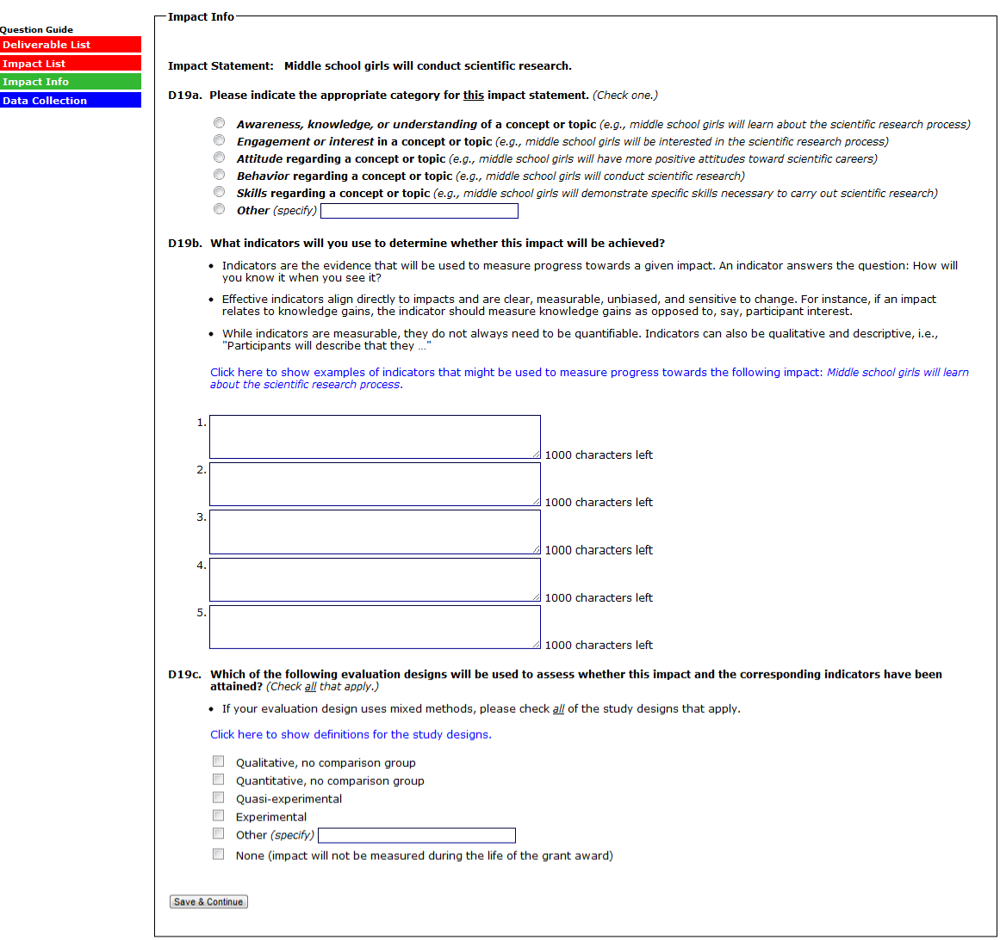 Impact Info
Question Guide
Deliverable List
Impact List
Impact Info
Data Collection
Impact Statement: Middle school girls will conduct scientific research.
D19a. Please indicate the appropriate category for this impact statement. (Check one.)
Awareness, knowledge, or understanding of a concept or topic (e.g., middle school girls will learn about the scientific research process)
Engagement or interest in a concept or topic (e.g., middle school girls will be interested in the scientific research process)
Attitude regarding a concept or topic (e.g., middle school girls will have more positive attitudes toward scientific careers)
Behavior regarding a concept or topic (e.g., middle school girls will conduct scientific research)
Skills regarding a concept or topic (e.g., middle school girls will demonstrate specific skills necessary to carry out scientific research)
Other (specify)
D19b. What indicators will you use to determine whether this impact will be achieved?
• Indicators are the evidence that will be used to measure progress towards a given impact. An indicator answers the question: How will
you know it when you see it?
• Effective indicators align directly to impacts and are clear, measurable, unbiased, and sensitive to change. For instance, if an impact
relates to knowledge gains, the indicator should measure knowledge gains as opposed to, say, participant interest.
• While indicators are measurable, they do not always need to be quantifiable. Indicators can also be qualitative and descriptive, i.e.,
"Participants will describe that they ..."
Click here to show examples of indicators that might be used to measure progress towards the following impact: Middle school girls will learn
about the scientific research process.
1.
1000 characters left
2.
1000 characters left
3.
1000 characters left
4.
1000 characters left
5.
1000 characters left
D19c. Which of the following evaluation designs will be used to assess whether this impact and the corresponding indicators have been
attained? (Check all that apply.)
• If your evaluation design uses mixed methods, please check all of the study designs that apply.
Click here to show definitions for the study designs.
Qualitative, no comparison group
Quantitative, no comparison group
Quasi-experimental
Experimental
Other (specify)
None (impact will not be measured during the life of the grant award)
Save & Continue